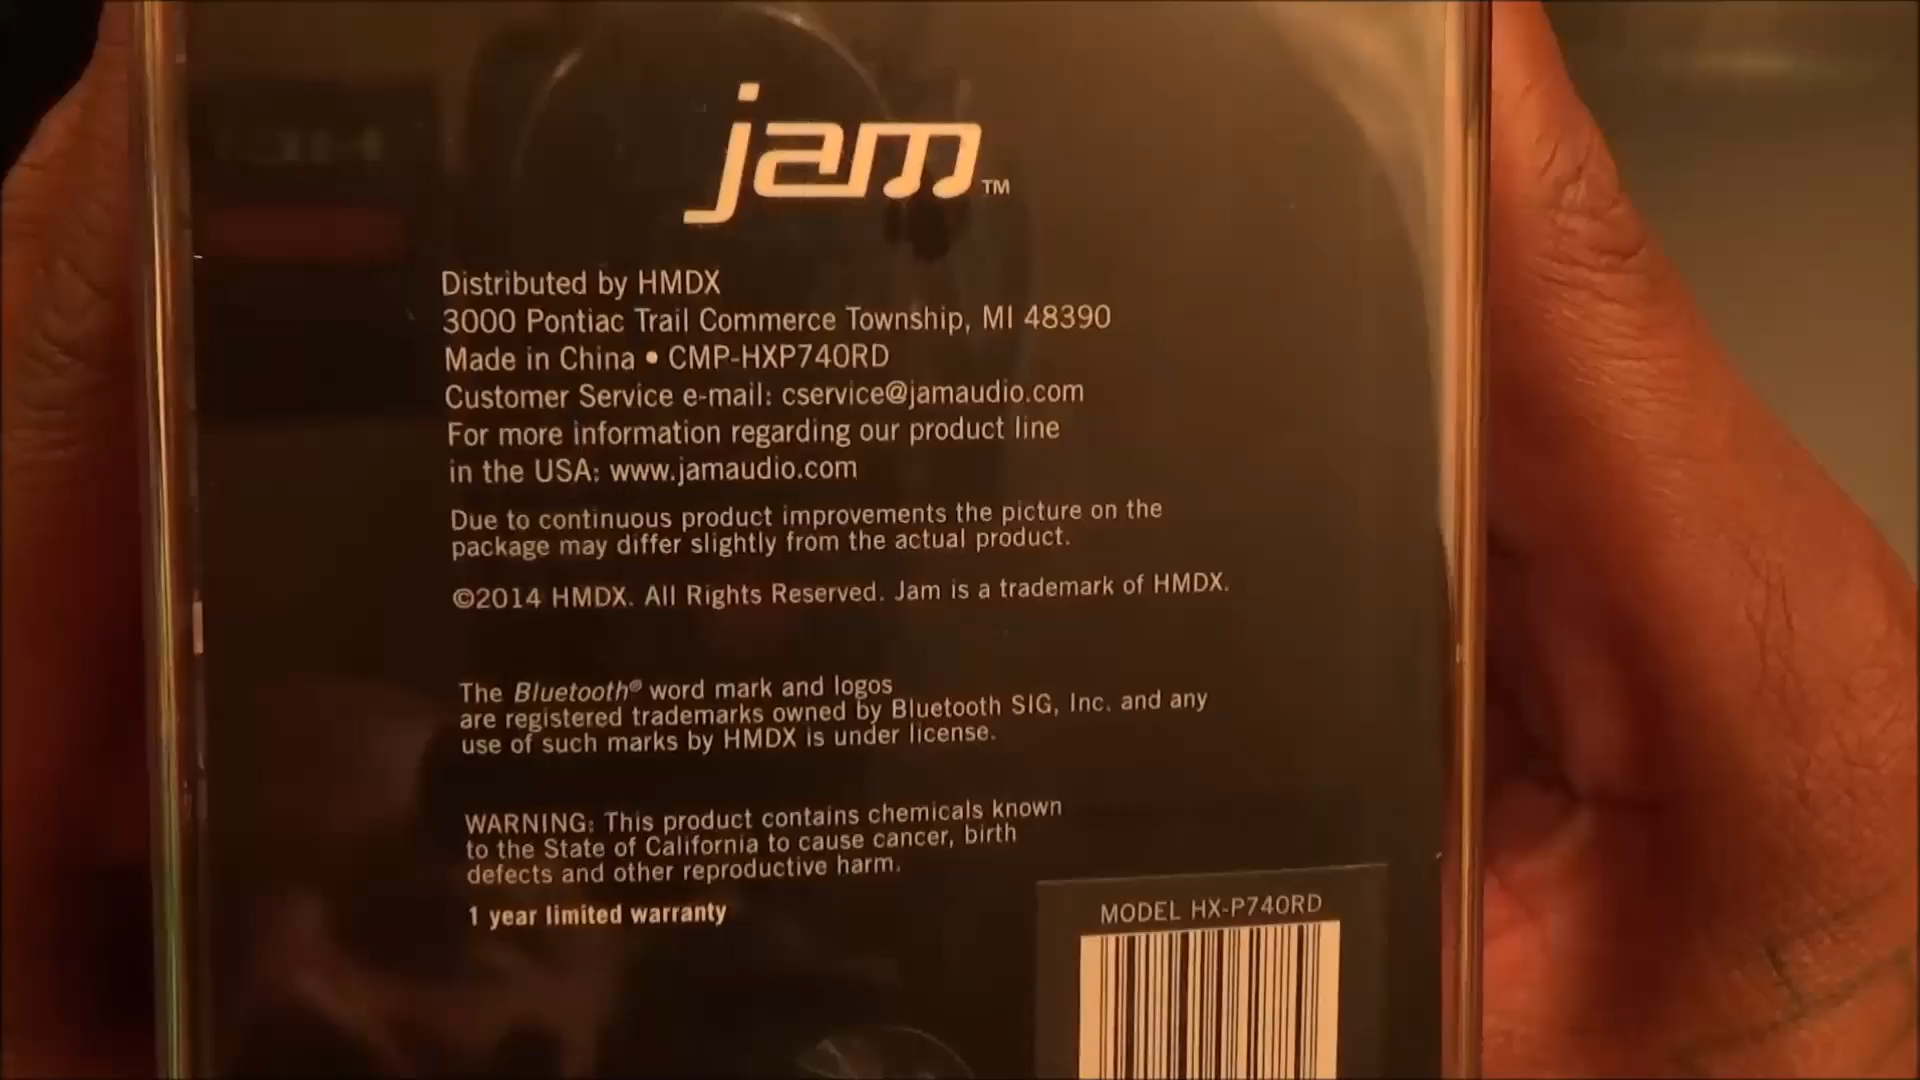 jam™
Distributed by HMDX
3000 Pontiac Trail Commerce Township, MI 48390
Made in China • CMP-HXP740RD
Customer Service e-mail: cservice@jamaudio.com
For more information regarding our product line
in the USA: www.jamaudio.com
Due to continuous product improvements the picture on the
package may differ slightly from the actual product.
©2014 HMDX. All Rights Reserved. Jam is a trademark of HMDX.
The Bluetooth® word mark and logos
are registered trademarks owned by Bluetooth SIG, Inc. and any
use of such marks by HMDX is under license.
WARNING: This product contains chemicals known
to the State of California to cause cancer, birth
defects and other reproductive harm.
1 year limited warranty
MODEL HX-P740RD